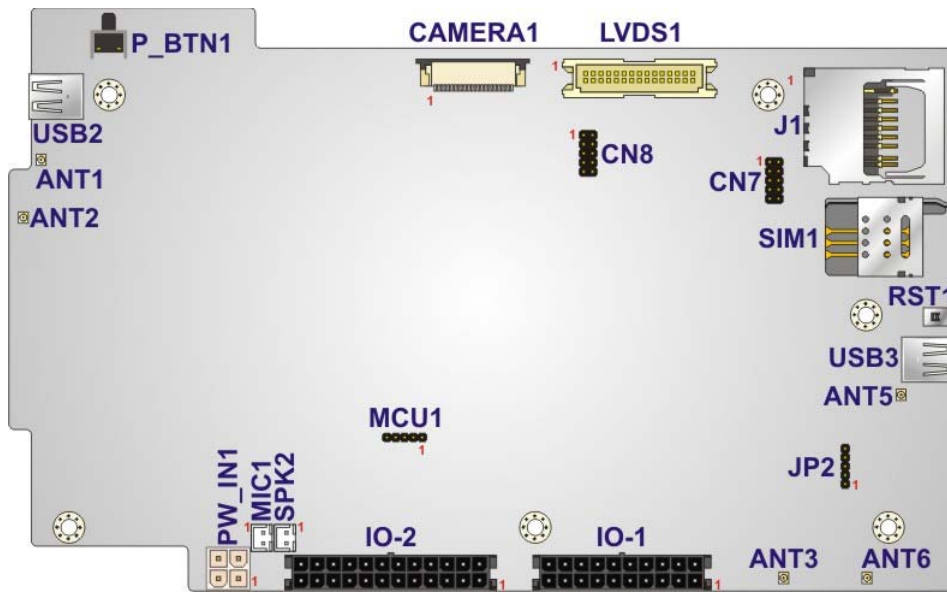 P_BTN1
CAMERA1
LVDS1
1
1
1
USB2
J1
1
CN8
1
CN7
ANT1
ANT2
SIM1
RST1
USB3
ANT5
MCU1
1
JP2
1
PW_IN1
MIC1
SPK2
1
1
IO-2
IO-1
ANT3
ANT6
1
1
1